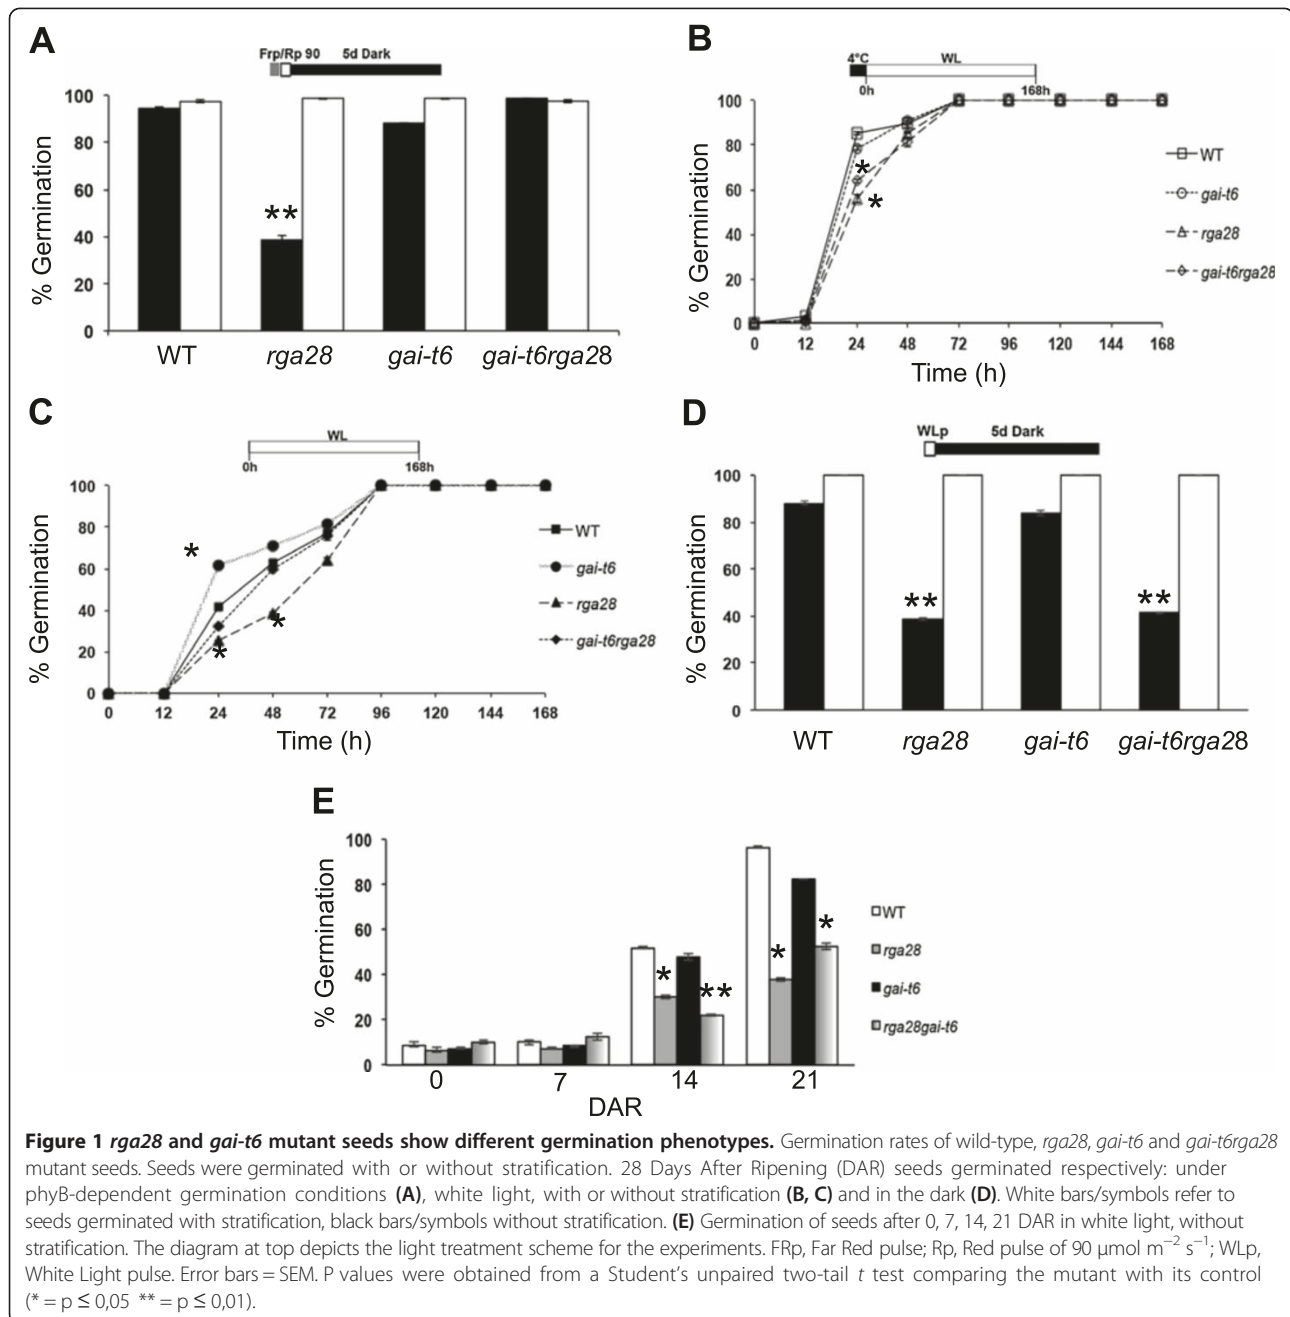 A
Frp/Rp 90 5d Dark
% Germination
100
80
60
40
20
0
**
WT rga28 gai-t6 gai-t6rga28
B
4°C WL
0h 168h
% Germination
100
80
60
40
20
0
*
*
WT
gai-t6
rga28
gai-t6rga28
0 12 24 48 72 96 120 144 168
Time (h)
C
WL
0h 168h
% Germination
100
80
60
40
20
0
*
*
*
WT
gai-t6
rga28
gai-t6rga28
0 12 24 48 72 96 120 144 168
Time (h)
D
WLp 5d Dark
% Germination
100
80
60
40
20
0
** **
WT rga28 gai-t6 gai-t6rga28
E
% Germination
100
80
60
40
20
0
* ** * *
WT
rga28
gai-t6
rga28gai-t6
0 7 14 21
DAR
Figure 1 rga28 and gai-t6 mutant seeds show different germination phenotypes. Germination rates of wild-type, rga28, gai-t6 and gai-t6rga28
mutant seeds. Seeds were germinated with or without stratification. 28 Days After Ripening (DAR) seeds germinated respectively: under
phyB-dependent germination conditions (A), white light, with or without stratification (B, C) and in the dark (D). White bars/symbols refer to
seeds germinated with stratification, black bars/symbols without stratification. (E) Germination of seeds after 0, 7, 14, 21 DAR in white light, without
stratification. The diagram at top depicts the light treatment scheme for the experiments. FRp, Far Red pulse; Rp, Red pulse of 90 μmol m⁻² s⁻¹; WLp,
White Light pulse. Error bars = SEM. P values were obtained from a Student's unpaired two-tail t test comparing the mutant with its control
(* = p ≤ 0,05 ** = p ≤ 0,01).